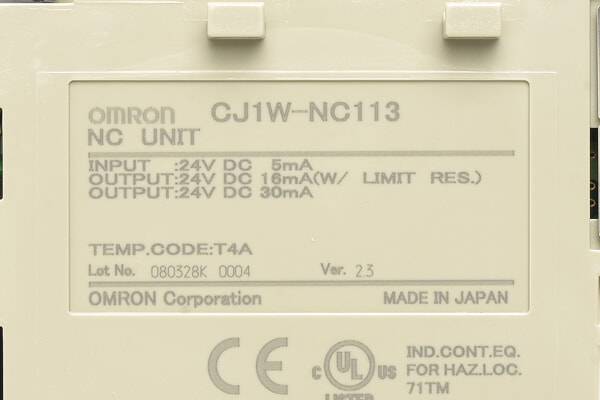 OMRON CJ1W-NC113
NC UNIT
INPUT :24V DC 5mA
OUTPUT:24V DC 16mA(W/ LIMIT RES.)
OUTPUT:24V DC 30mA
TEMP.CODE:T4A
Lot No. 080328K 0004 Ver. 2.3
OMRON Corporation MADE IN JAPAN
CE c UL US
IND.CONT.EQ.
FOR HAZ.LOC.
71TM
LISTED